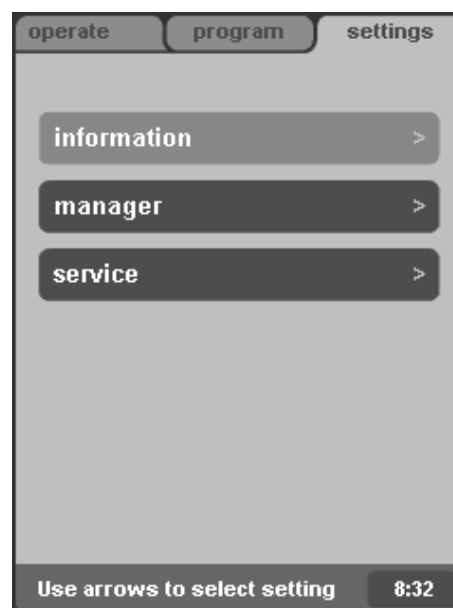 operate program settings
information >
manager >
service >
Use arrows to select setting 8:32